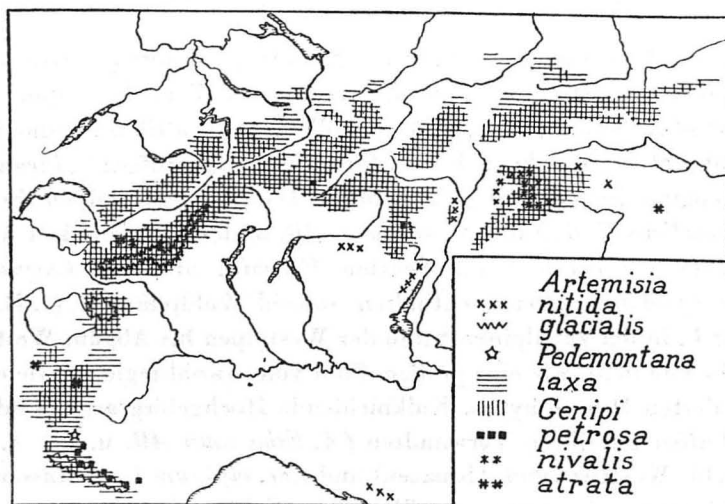 Artemisia
nitida
glacialis
Pedemontana
laxa
Genipi
petrosa
nivalis
atrata